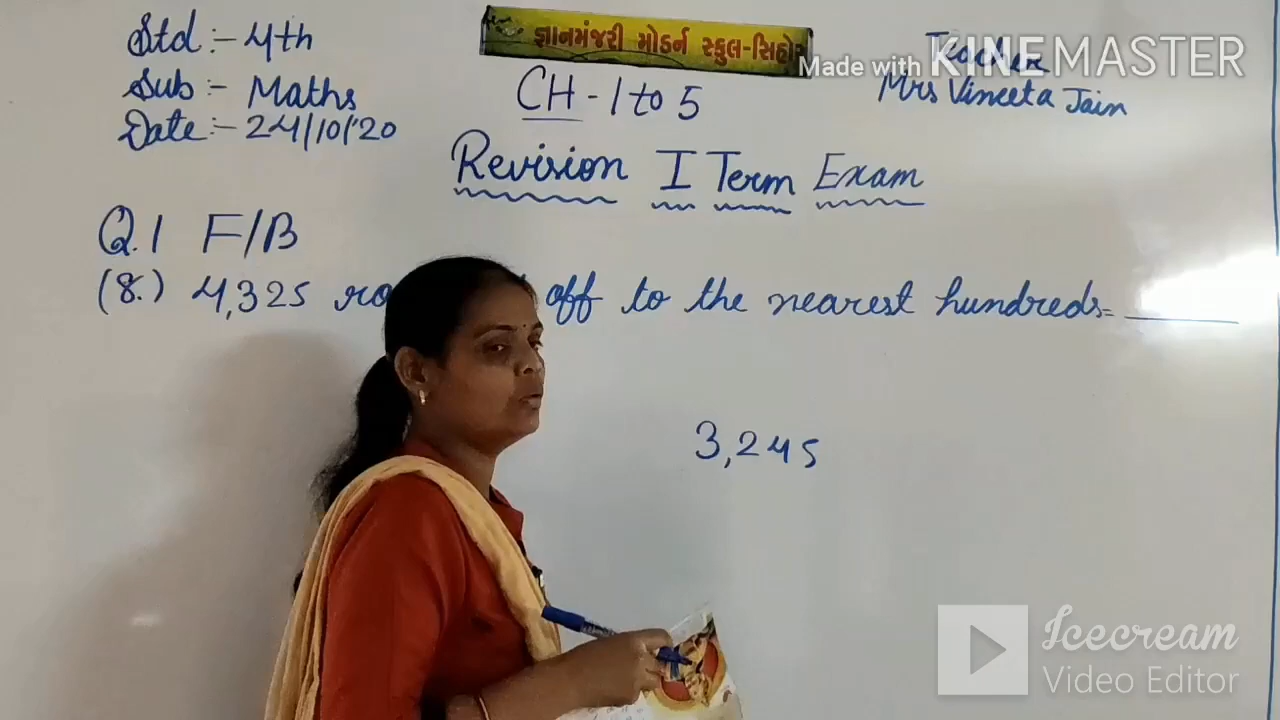 Std :- 4th
Sub :- Maths
Date :- 24/10/'20
જ્ઞાનમંજરી મોડર્ન સ્કુલ-સિહોર
CH - 1 to 5
Made with KINEMASTER
Teacher
Mrs Vineeta Jain
Revision I Term Exam
Q.1 F/B
(8.) 4,325 off to the nearest hundreds = ______
3,245
Icecream
Video Editor